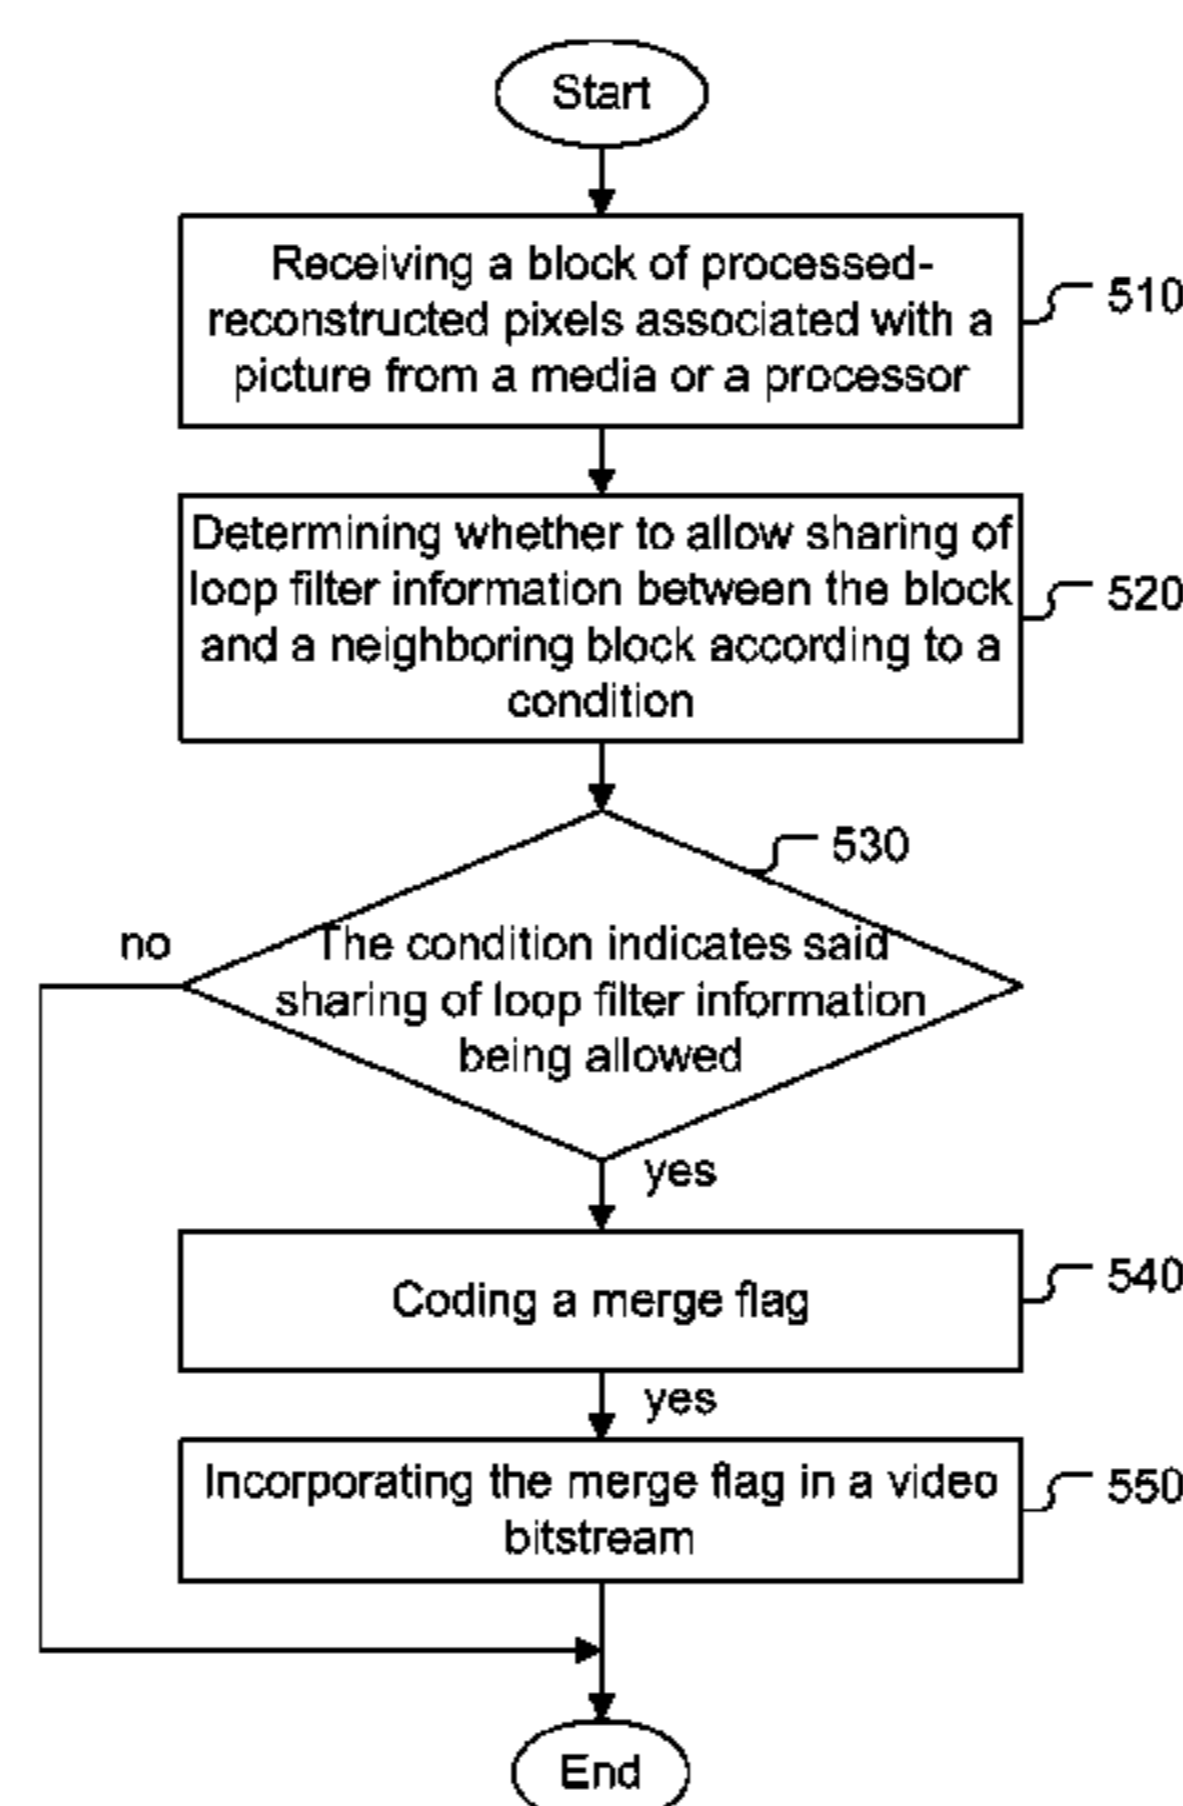 Start
Receiving a block of processed-
reconstructed pixels associated with a
picture from a media or a processor
510
Determining whether to allow sharing of
loop filter information between the block
and a neighboring block according to a
condition
520
530
no
The condition indicates said
sharing of loop filter information
being allowed
yes
Coding a merge flag
540
yes
Incorporating the merge flag in a video
bitstream
550
End